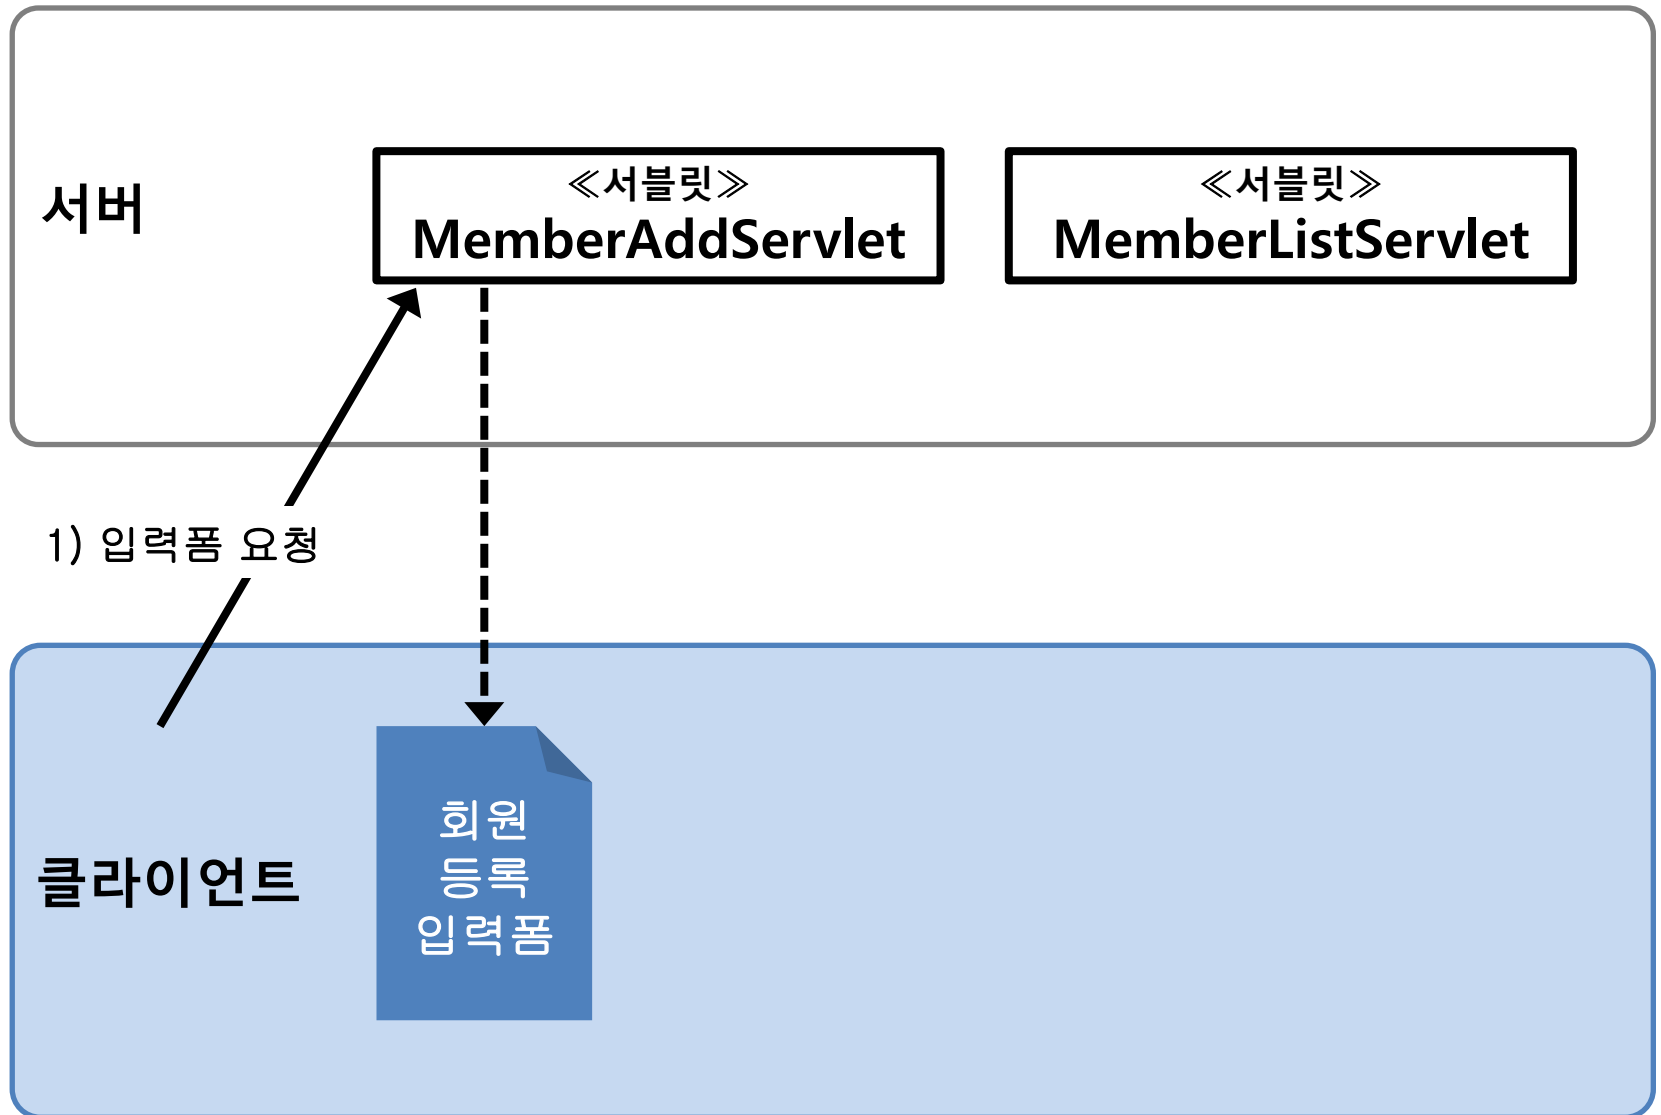 서버
≪서블릿≫
MemberAddServlet
≪서블릿≫
MemberListServlet
1) 입력폼 요청
클라이언트
회원
등록
입력폼